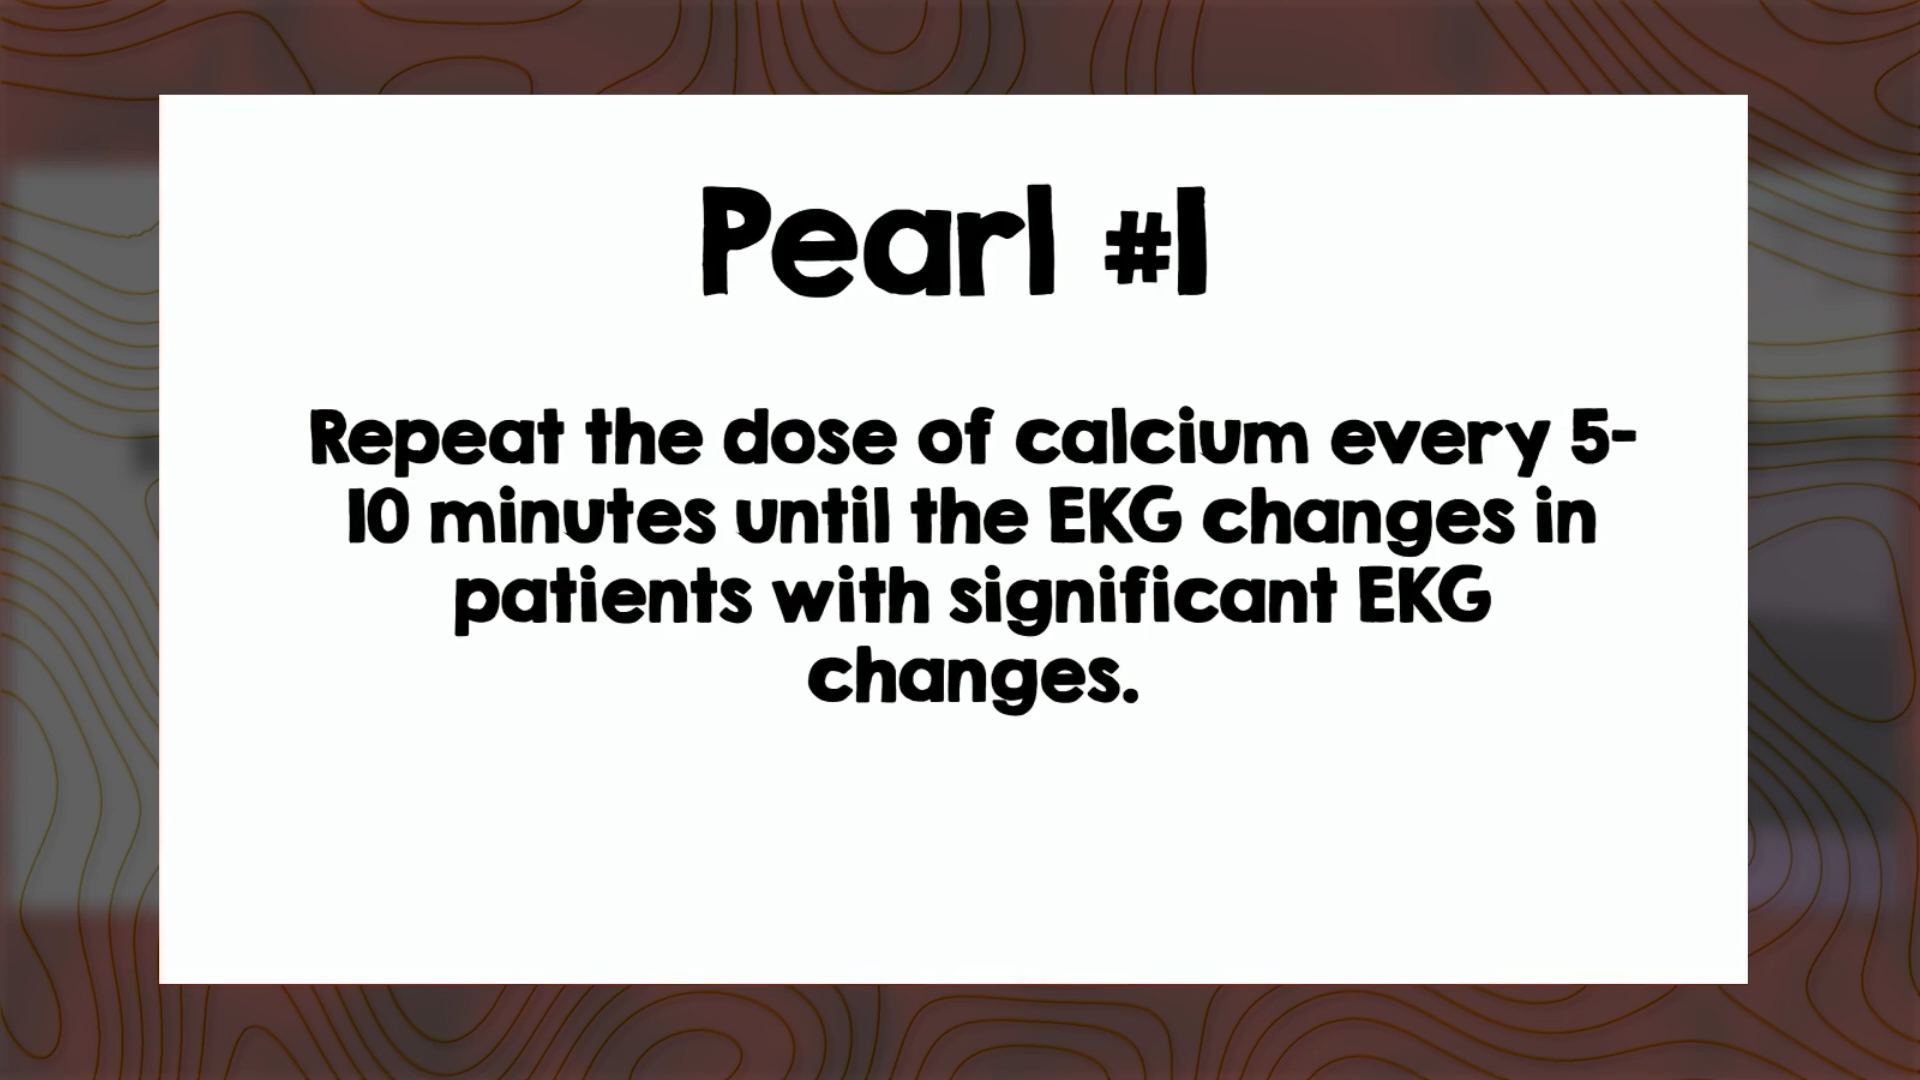 Pearl #1
Repeat the dose of calcium every 5-
10 minutes until the EKG changes in
patients with significant EKG
changes.